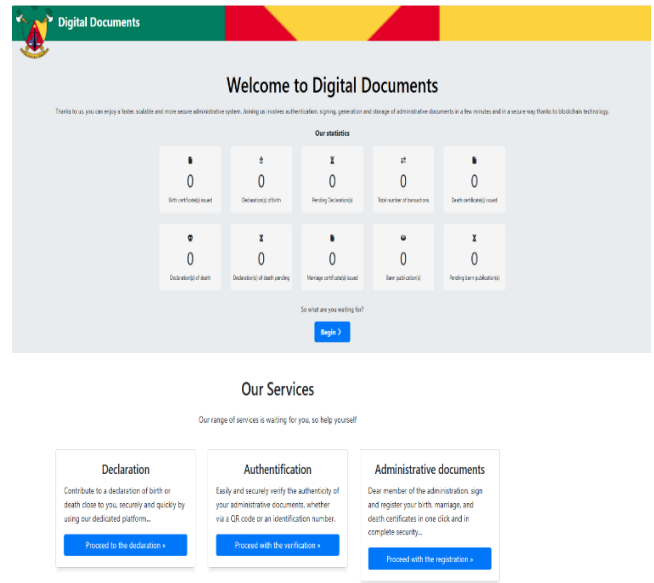 Digital Documents
Welcome to Digital Documents
Thanks to us, you can enjoy a faster, scalable and more secure administrative system. Joining us involves authentication, signing, generation and storage of administrative documents in a few minutes and in a secure way thanks to blockchain technology.
Our statistics
0 0 0 0 0
Birth certificate(s) issued Declaration(s) of birth Pending Declaration(s) Total number of transactions Death certificate(s) issued
0 0 0 0 0
Declaration(s) of death Declaration(s) of death pending Marriage certificate(s) issued Bann publication(s) Pending bann publication(s)
So what are you waiting for?
Begin >
Our Services
Our range of services is waiting for you, so help yourself
Declaration
Contribute to a declaration of birth or
death close to you, securely and quickly by
using our dedicated platform...
Proceed to the declaration »
Authentification
Easily and securely verify the authenticity of
your administrative documents, whether
via a QR code or an identification number.
Proceed with the verification »
Administrative documents
Dear member of the administration, sign
and register your birth, marriage, and
death certificates in one click and in
complete security...
Proceed with the registration »